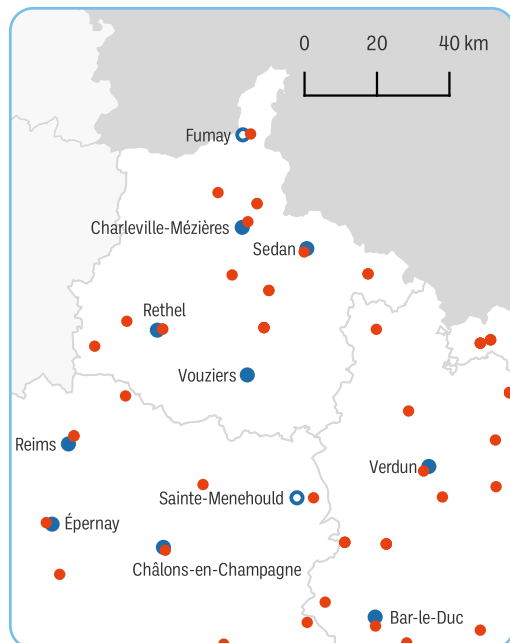 0 20 40 km
Fumay
Charleville-Mézières
Sedan
Rethel
Vouziers
Reims
Verdun
Sainte-Menehould
Épernay
Châlons-en-Champagne
Bar-le-Duc